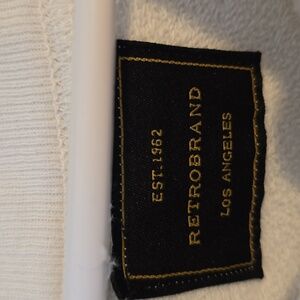 EST. 1962
RETROBRAND
LOS ANGELES